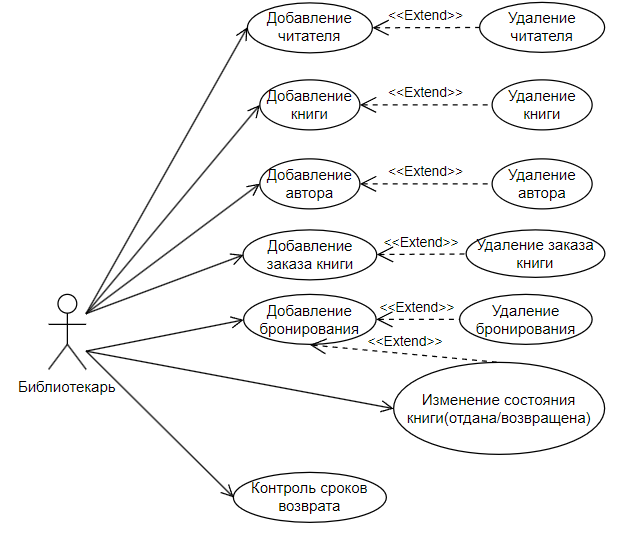 Добавление
читателя
<<Extend>>
Удаление
читателя
Добавление
книги
<<Extend>>
Удаление
книги
Добавление
автора
<<Extend>>
Удаление
автора
Добавление
заказа книги
<<Extend>>
Удаление заказа
книги
Добавление
бронирования
<<Extend>>
Удаление
бронирования
<<Extend>>
Библиотекарь
Изменение состояния
книги(отдана/возвращена)
Контроль сроков
возврата